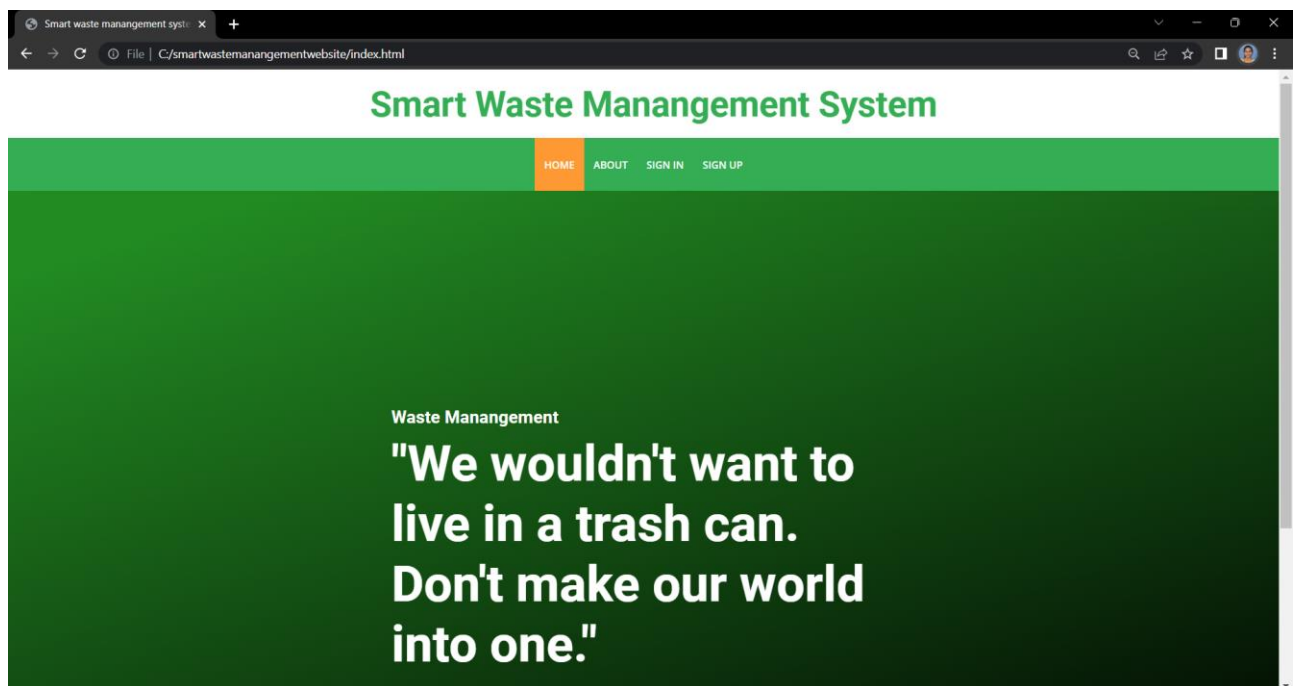 Smart waste manangement syste
File | C:/smartwastemanangementwebsite/index.html
Smart Waste Manangement System
HOME ABOUT SIGN IN SIGN UP
Waste Manangement
"We wouldn't want to
live in a trash can.
Don't make our world
into one."